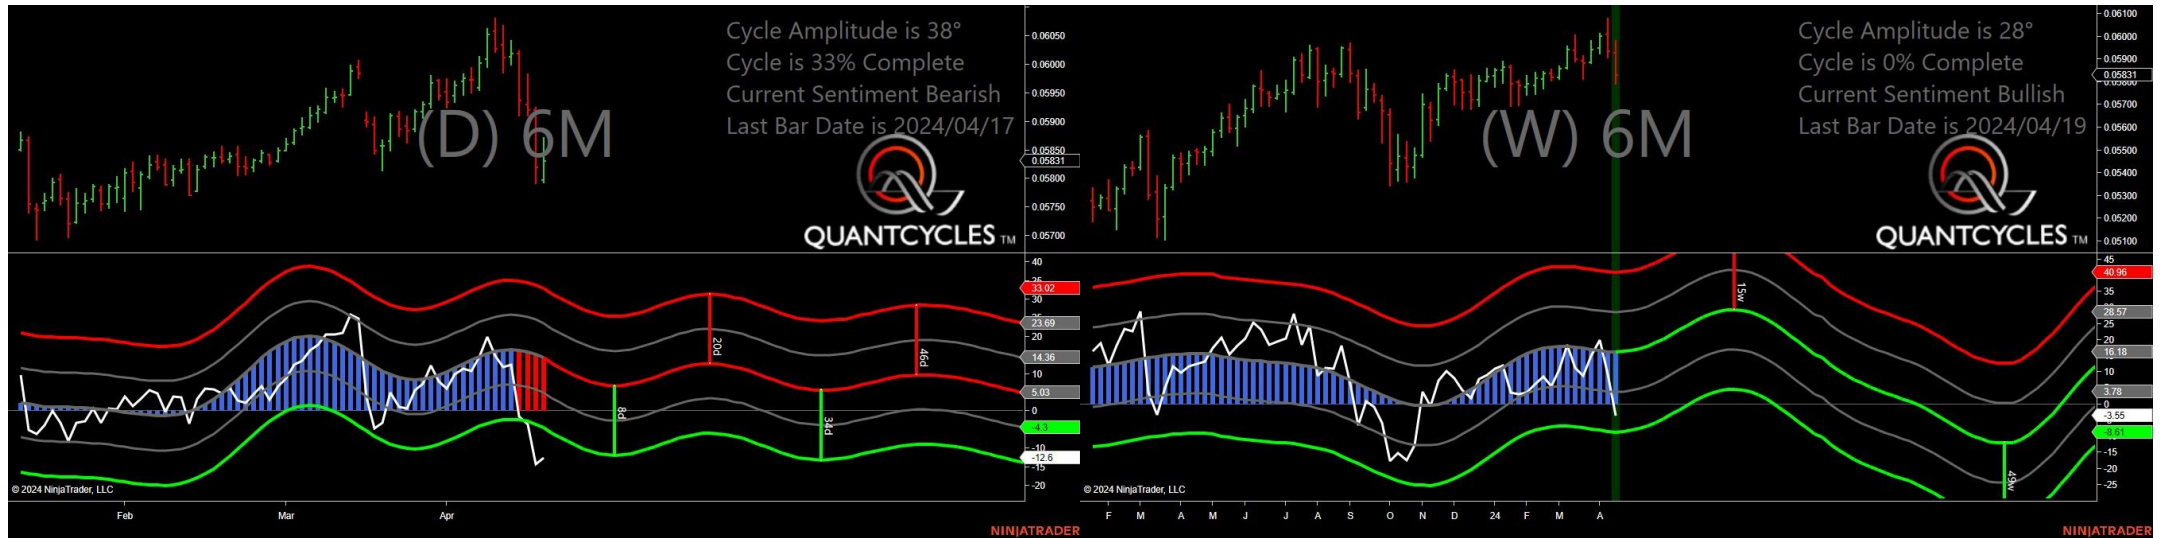 Cycle Amplitude is 38°
Cycle is 33% Complete
Current Sentiment Bearish
Last Bar Date is 2024/04/17
(D) 6M
QUANTCYCLES TM
0.06050
0.06000
0.05950
0.05900
0.05850
0.05831
0.05800
0.05750
0.05700
40
35
33.02
30
25
23.69
20
14.36
10
5.03
0
-4.3
-10
-12.6
-15
-20
8d
20d
34d
46d
© 2024 NinjaTrader, LLC
Feb
Mar
Apr
NINJATRADER
Cycle Amplitude is 28°
Cycle is 0% Complete
Current Sentiment Bullish
Last Bar Date is 2024/04/19
(W) 6M
QUANTCYCLES TM
0.06100
0.06000
0.05900
0.05831
0.05800
0.05700
0.05600
0.05500
0.05400
0.05300
0.05200
0.05100
45
40.96
35
28.57
25
20
16.18
10
3.78
0
-3.55
-8.61
-15
-20
-25
15w
49w
© 2024 NinjaTrader, LLC
F
M
A
M
J
J
A
S
O
N
D
24
F
M
A
NINJATRADER